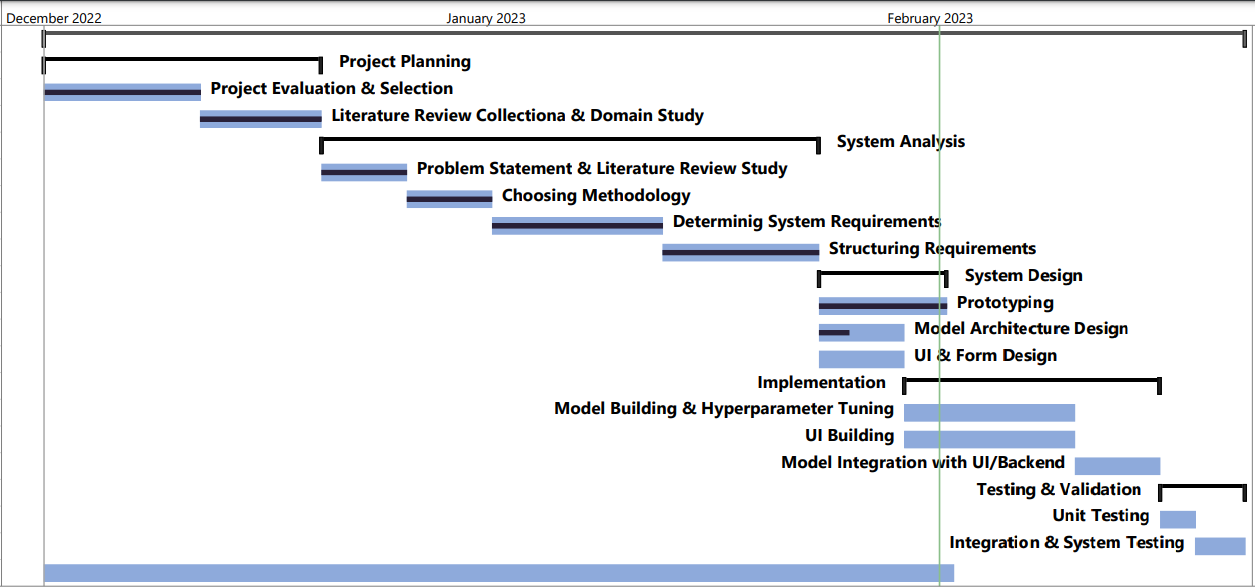 December 2022 January 2023 February 2023
Project Planning
Project Evaluation & Selection
Literature Review Collectiona & Domain Study
System Analysis
Problem Statement & Literature Review Study
Choosing Methodology
Determinig System Requirements
Structuring Requirements
System Design
Prototyping
Model Architecture Design
UI & Form Design
Implementation
Model Building & Hyperparameter Tuning
UI Building
Model Integration with UI/Backend
Testing & Validation
Unit Testing
Integration & System Testing